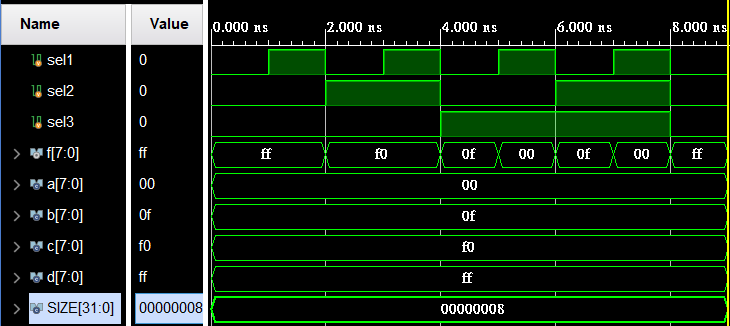 Name Value 0.000 ns 2.000 ns 4.000 ns 6.000 ns 8.000 ns
sel1 0
sel2 0
sel3 0
f[7:0] ff ff f0 0f 00 0f 00 ff
a[7:0] 00 00
b[7:0] 0f 0f
c[7:0] f0 f0
d[7:0] ff ff
SIZE[31:0] 00000008 00000008